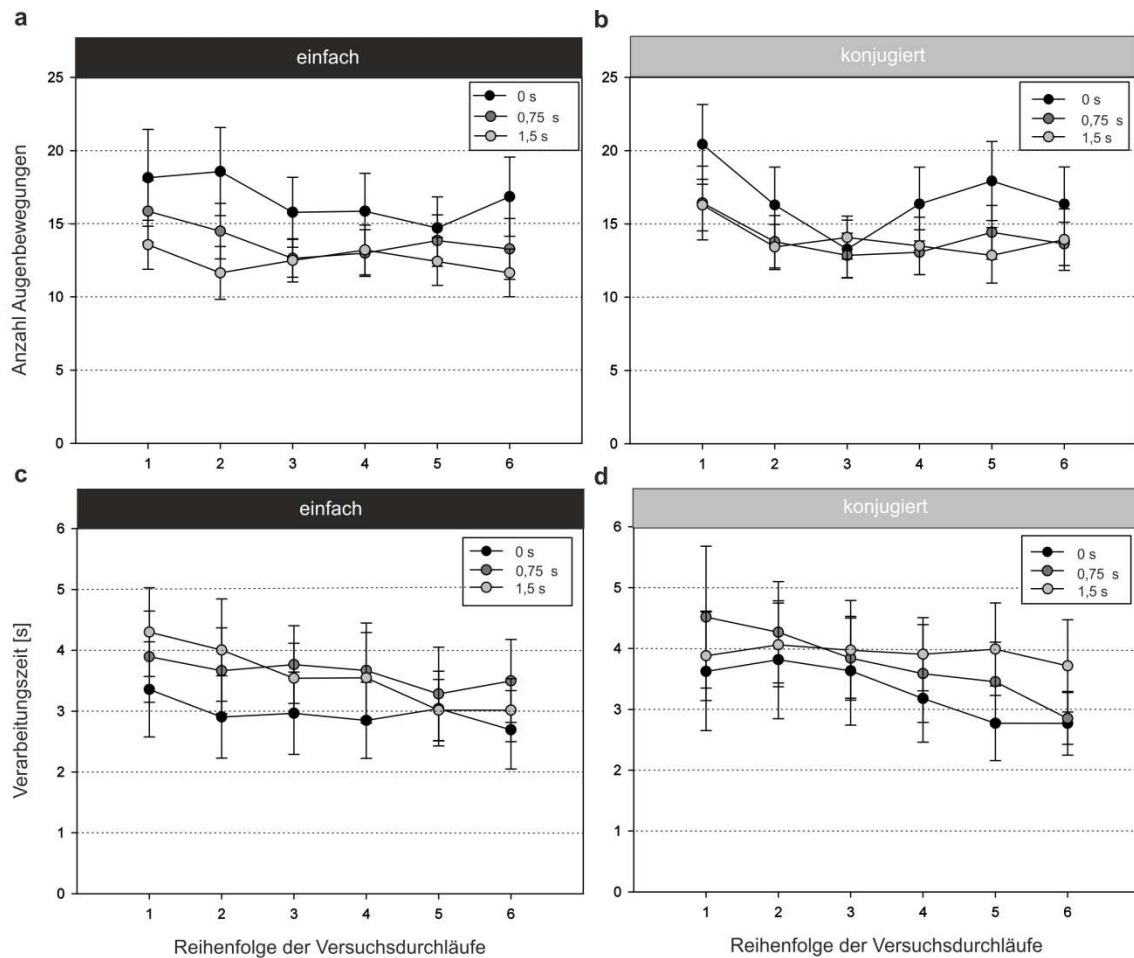 a
einfach
25
20
15
10
5
0
Anzahl Augenbewegungen
0 s
0,75 s
1,5 s
1 2 3 4 5 6
b
konjugiert
25
20
15
10
5
0
0 s
0,75 s
1,5 s
1 2 3 4 5 6
c
einfach
6
5
4
3
2
1
0
Verarbeitungszeit [s]
0 s
0,75 s
1,5 s
1 2 3 4 5 6
Reihenfolge der Versuchsdurchläufe
d
konjugiert
6
5
4
3
2
1
0
0 s
0,75 s
1,5 s
1 2 3 4 5 6
Reihenfolge der Versuchsdurchläufe